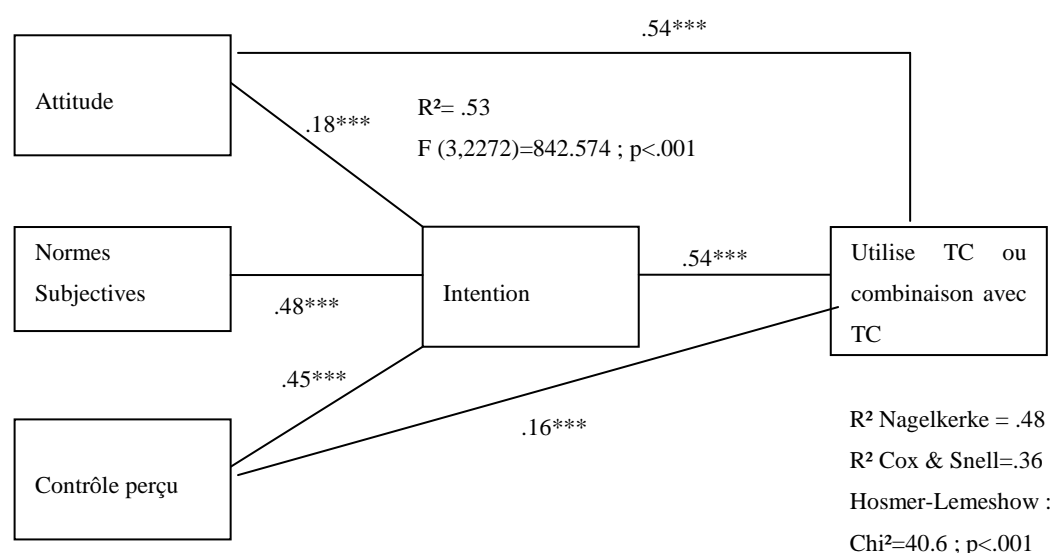 .54***
Attitude
R²= .53
.18***
F (3,2272)=842.574 ; p<.001
Normes
Subjectives
.48***
Intention
.54***
Utilise TC ou
combinaison avec
TC
.45***
.16***
Contrôle perçu
R² Nagelkerke = .48
R² Cox & Snell=.36
Hosmer-Lemeshow :
Chi²=40.6 ; p<.001